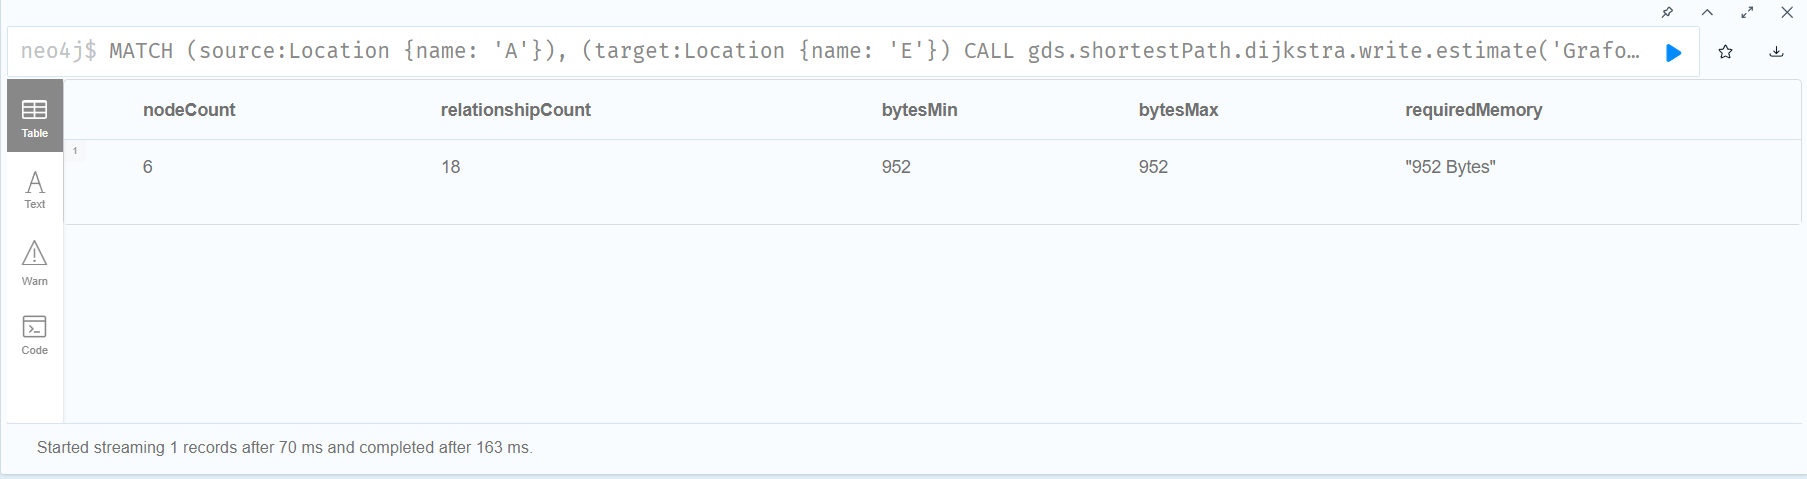 neo4j$ MATCH (source:Location {name: 'A'}), (target:Location {name: 'E'}) CALL gds.shortestPath.dijkstra.write.estimate('Grafo…
Table
Text
Warn
Code
nodeCount relationshipCount bytesMin bytesMax requiredMemory
1
6 18 952 952 "952 Bytes"
Started streaming 1 records after 70 ms and completed after 163 ms.